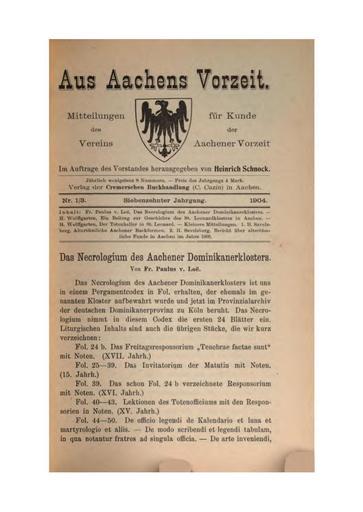 Aus Aachens Vorzeit.
Mitteilungen
des
Vereins
für Kunde
der
Aachener Vorzeit
Im Auftrage des Vorstandes herausgegeben von Heinrich Schnock.
Jährlich wenigstens 8 Nummern. — Preis des Jahrgangs 4 Mark.
Verlag der Cremerschen Buchhandlung (C. Cazin) in Aachen.
Nr. 1/3. Siebenzehnter Jahrgang. 1904.
Inhalt: Fr. Paulus v. Loë, Das Necrologium des Aachener Dominikanerklosters. —
H. Wolffgarten, Ein Beitrag zur Geschichte des St. Leonardklosters in Aachen. —
H. Wolffgarten, Der Totenkeller in St. Leonard. — Kleinere Mitteilungen. 1. H. Savels-
berg, Altertümliche Aachener Backformen. 2. H. Savelsberg, Bericht über altertüm-
liche Funde in Aachen im Jahre 1903.
Das Necrologium des Aachener Dominikanerklosters.
Von Fr. Paulus v. Loë.
Das Necrologium des Aachener Dominikanerklosters ist uns
in einem Pergamentcodex in Fol. erhalten, der ehemals im ge-
nannten Kloster aufbewahrt wurde und jetzt im Provinzialarchiv
der deutschen Dominikanerprovinz zu Köln beruht. Das Necro-
logium nimmt in diesem Codex die ersten 24 Blätter ein.
Liturgischen Inhalts sind auch die übrigen Stücke, die wir kurz
verzeichnen:
Fol. 24 b. Das Freitagsresponsorium „Tenebrae factae sunt“
mit Noten. (XVII. Jahrh.)
Fol. 25—39. Das Invitatorium der Matutin mit Noten.
(15. Jahrh.)
Fol. 39. Das schon Fol. 24 b verzeichnete Responsorium
mit Noten. (XV. Jahrh.)
Fol. 40—43. Lektionen des Totenofficiums mit den Respon-
sorien in Noten. (XV. Jahrh.)
Fol. 44—50. De officio legendi de Kalendario et luna et
martyrologio et aliis. — De modo scribendi et legendi tabulam,
in qua notantur fratres ad singula officia. — De arte inveniendi,